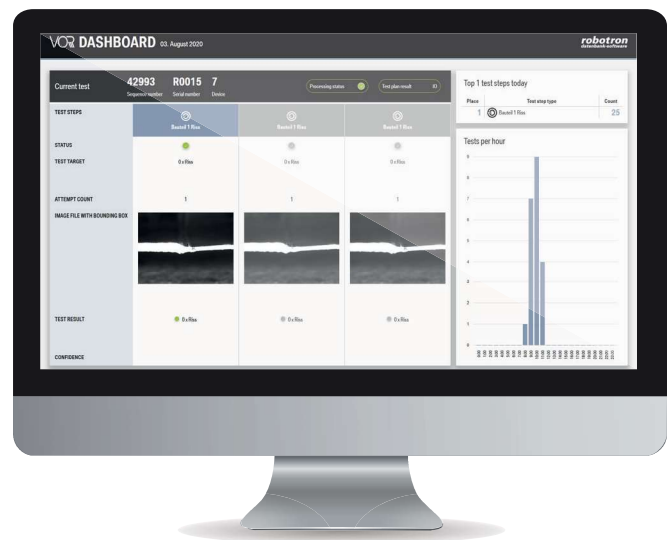 VOR DASHBOARD 03. August 2020
robotron
datenbank-software
Current test
42993 R0015 7
Sequence number Serial number Device
Processing status
Test plan result IO
TEST STEPS
Bauteil 1 Riss
Bauteil 1 Riss
Bauteil 1 Riss
STATUS
TEST TARGET
0 x Riss
0 x Riss
0 x Riss
ATTEMPT COUNT
1
1
1
IMAGE FILE WITH BOUNDING BOX
TEST RESULT
0 x Riss
0 x Riss
0 x Riss
CONFIDENCE
Top 1 test steps today
Place Test step type Count
1 Bauteil 1 Riss 25
Tests per hour
9
8
7
6
5
4
3
2
1
0